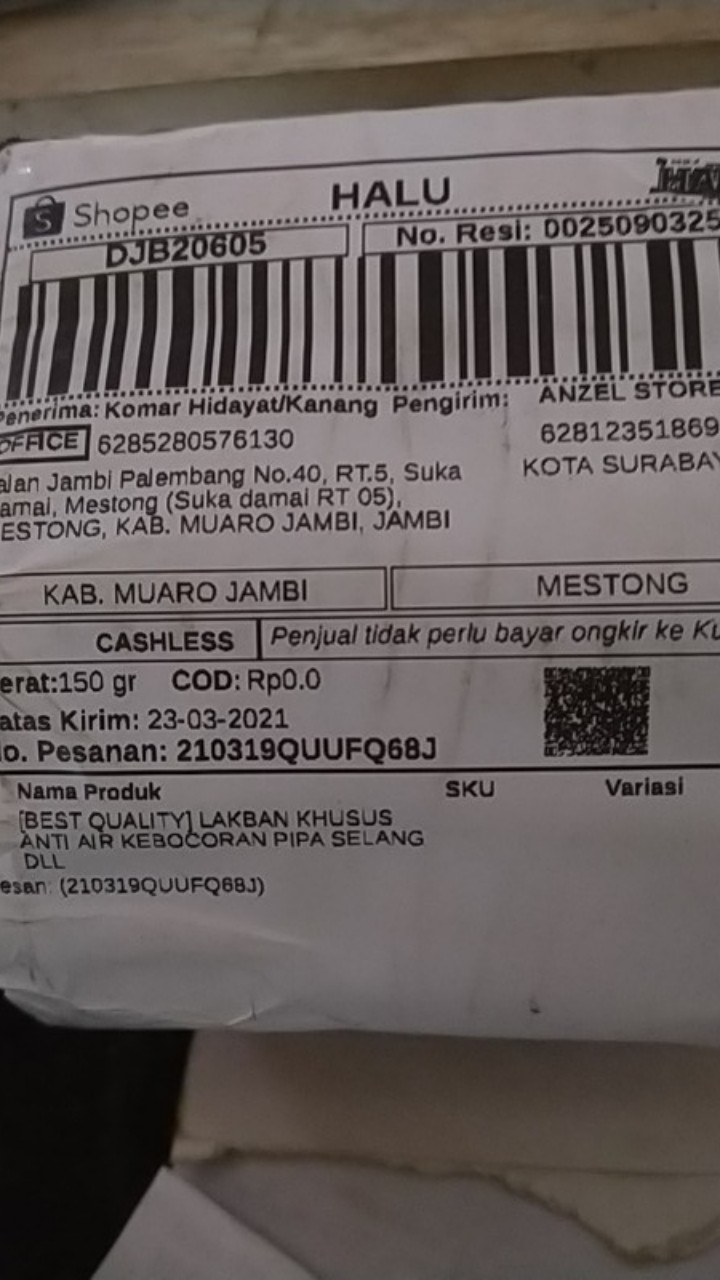 Shopee HALU
DJB20605 No. Resi: 0025090325
Penerima: Komar Hidayat/Kanang Pengirim: ANZEL STORE
OFFICE 6285280576130 62812351869
alan Jambi Palembang No.40, RT.5, Suka KOTA SURABAY
amai, Mestong (Suka damai RT 05),
ESTONG, KAB. MUARO JAMBI, JAMBI
KAB. MUARO JAMBI MESTONG
CASHLESS Penjual tidak perlu bayar ongkir ke Ku
erat:150 gr COD: Rp0.0
atas Kirim: 23-03-2021
o. Pesanan: 210319QUUFQ68J
Nama Produk SKU Variasi
[BEST QUALITY] LAKBAN KHUSUS
ANTI AIR KEBOCORAN PIPA SELANG
DLL
esan: (210319QUUFQ68J)